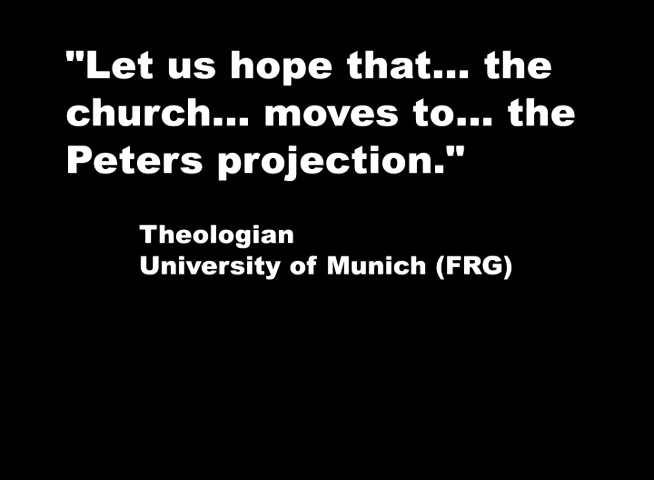 "Let us hope that... the
church... moves to... the
Peters projection."
Theologian
University of Munich (FRG)